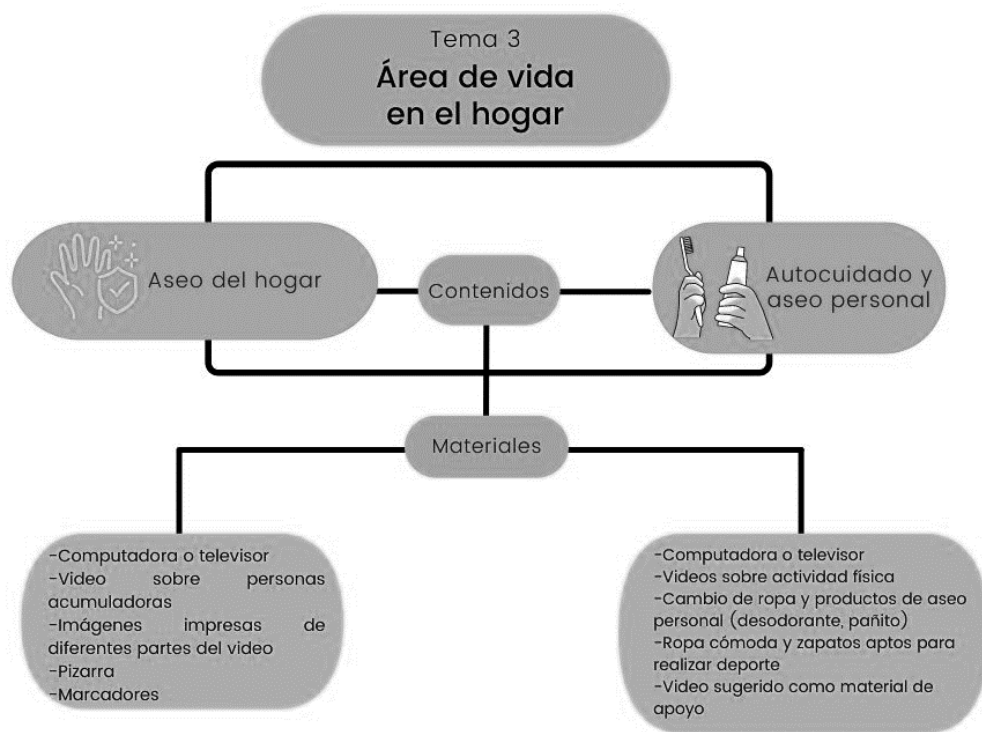 Tema 3
Área de vida
en el hogar
Aseo del hogar
Contenidos
Autocuidado y
aseo personal
Materiales
-Computadora o televisor
-Video sobre personas
acumuladoras
-Imágenes impresas de
diferentes partes del video
-Pizarra
-Marcadores
-Computadora o televisor
-Videos sobre actividad física
-Cambio de ropa y productos de aseo
personal (desodorante, pañito)
-Ropa cómoda y zapatos aptos para
realizar deporte
-Video sugerido como material de
apoyo